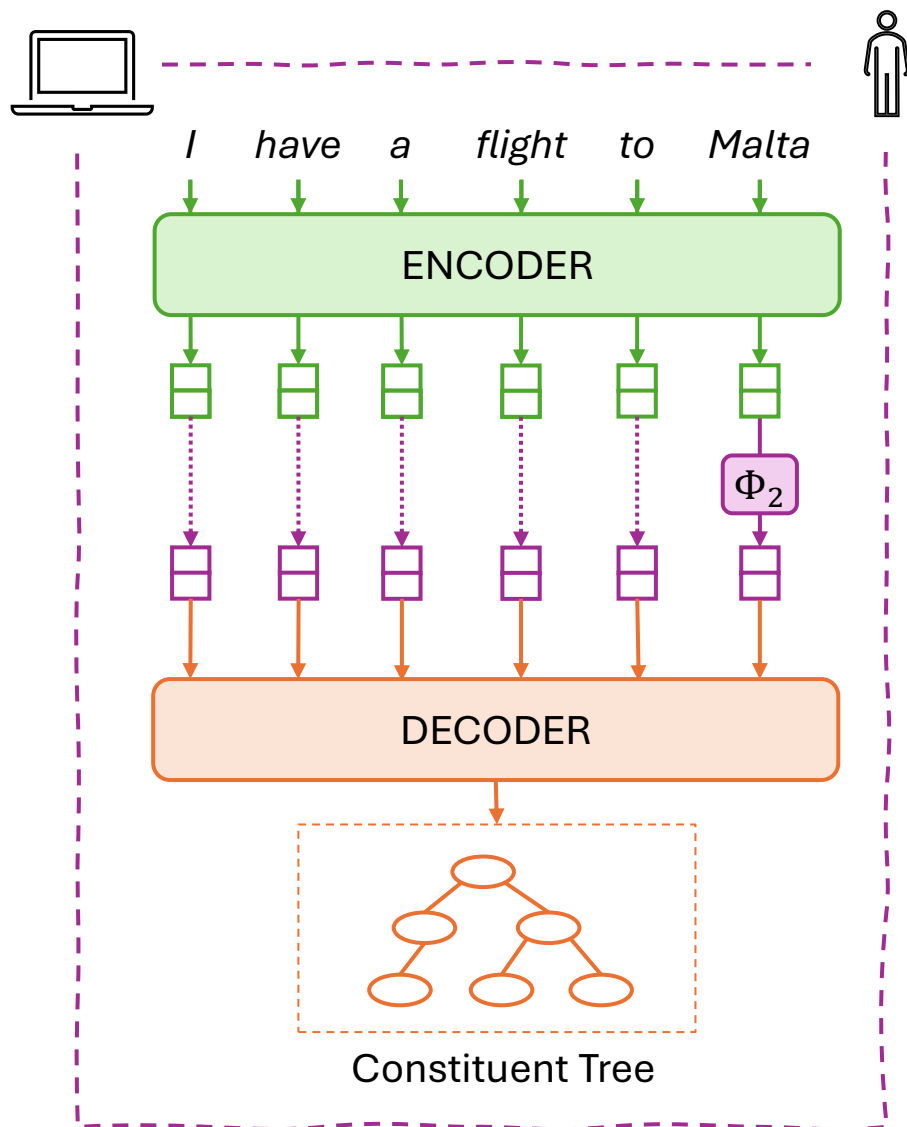 I have a flight to Malta
ENCODER
Φ₂
DECODER
Constituent Tree